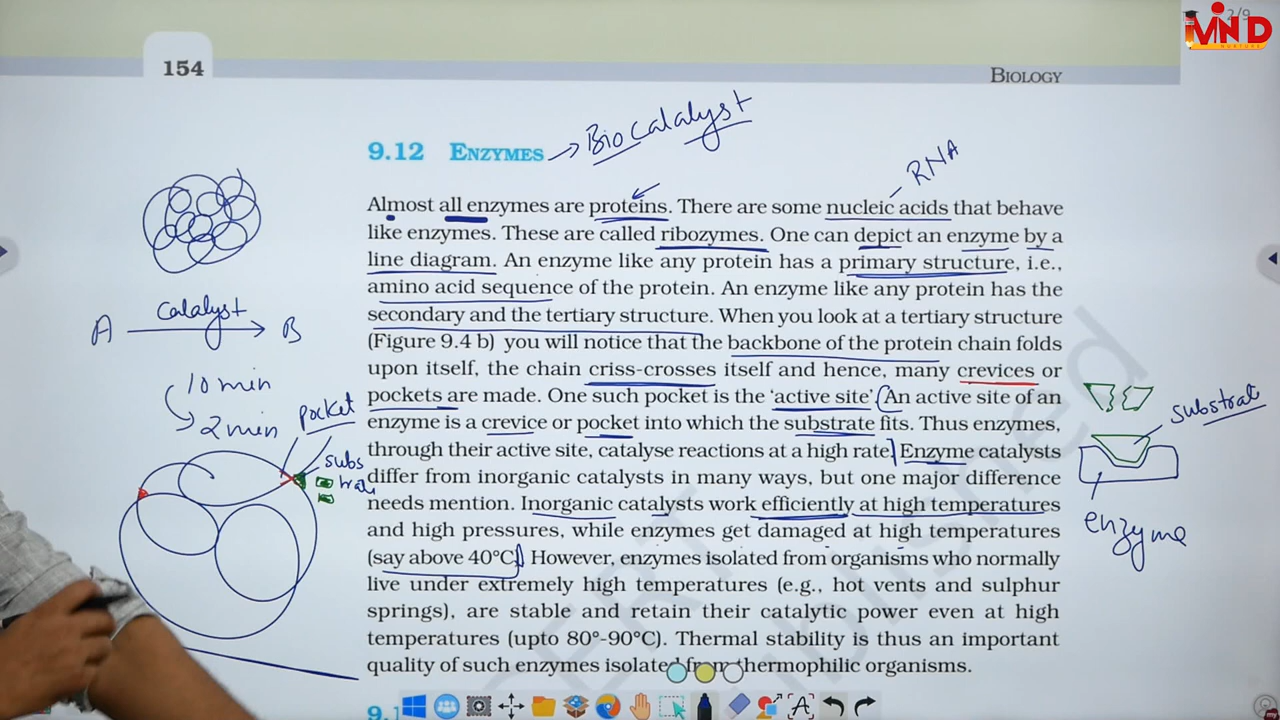 2/9
MIND
NURTURE
154
BIOLOGY
9.12 ENZYMES → Biocatalyst
RNA
Almost all enzymes are proteins. There are some nucleic acids that behave
like enzymes. These are called ribozymes. One can depict an enzyme by a
line diagram. An enzyme like any protein has a primary structure, i.e.,
amino acid sequence of the protein. An enzyme like any protein has the
secondary and the tertiary structure. When you look at a tertiary structure
(Figure 9.4 b) you will notice that the backbone of the protein chain folds
upon itself, the chain criss-crosses itself and hence, many crevices or
pockets are made. One such pocket is the 'active site'. An active site of an
enzyme is a crevice or pocket into which the substrate fits. Thus enzymes,
through their active site, catalyse reactions at a high rate. Enzyme catalysts
differ from inorganic catalysts in many ways, but one major difference
needs mention. Inorganic catalysts work efficiently at high temperatures
and high pressures, while enzymes get damaged at high temperatures
(say above 40°C). However, enzymes isolated from organisms who normally
live under extremely high temperatures (e.g., hot vents and sulphur
springs), are stable and retain their catalytic power even at high
temperatures (upto 80°-90°C). Thermal stability is thus an important
quality of such enzymes isolated from thermophilic organisms.
A catalyst → B
10 min
2 min
pocket
subs
trate
substrate
enzyme